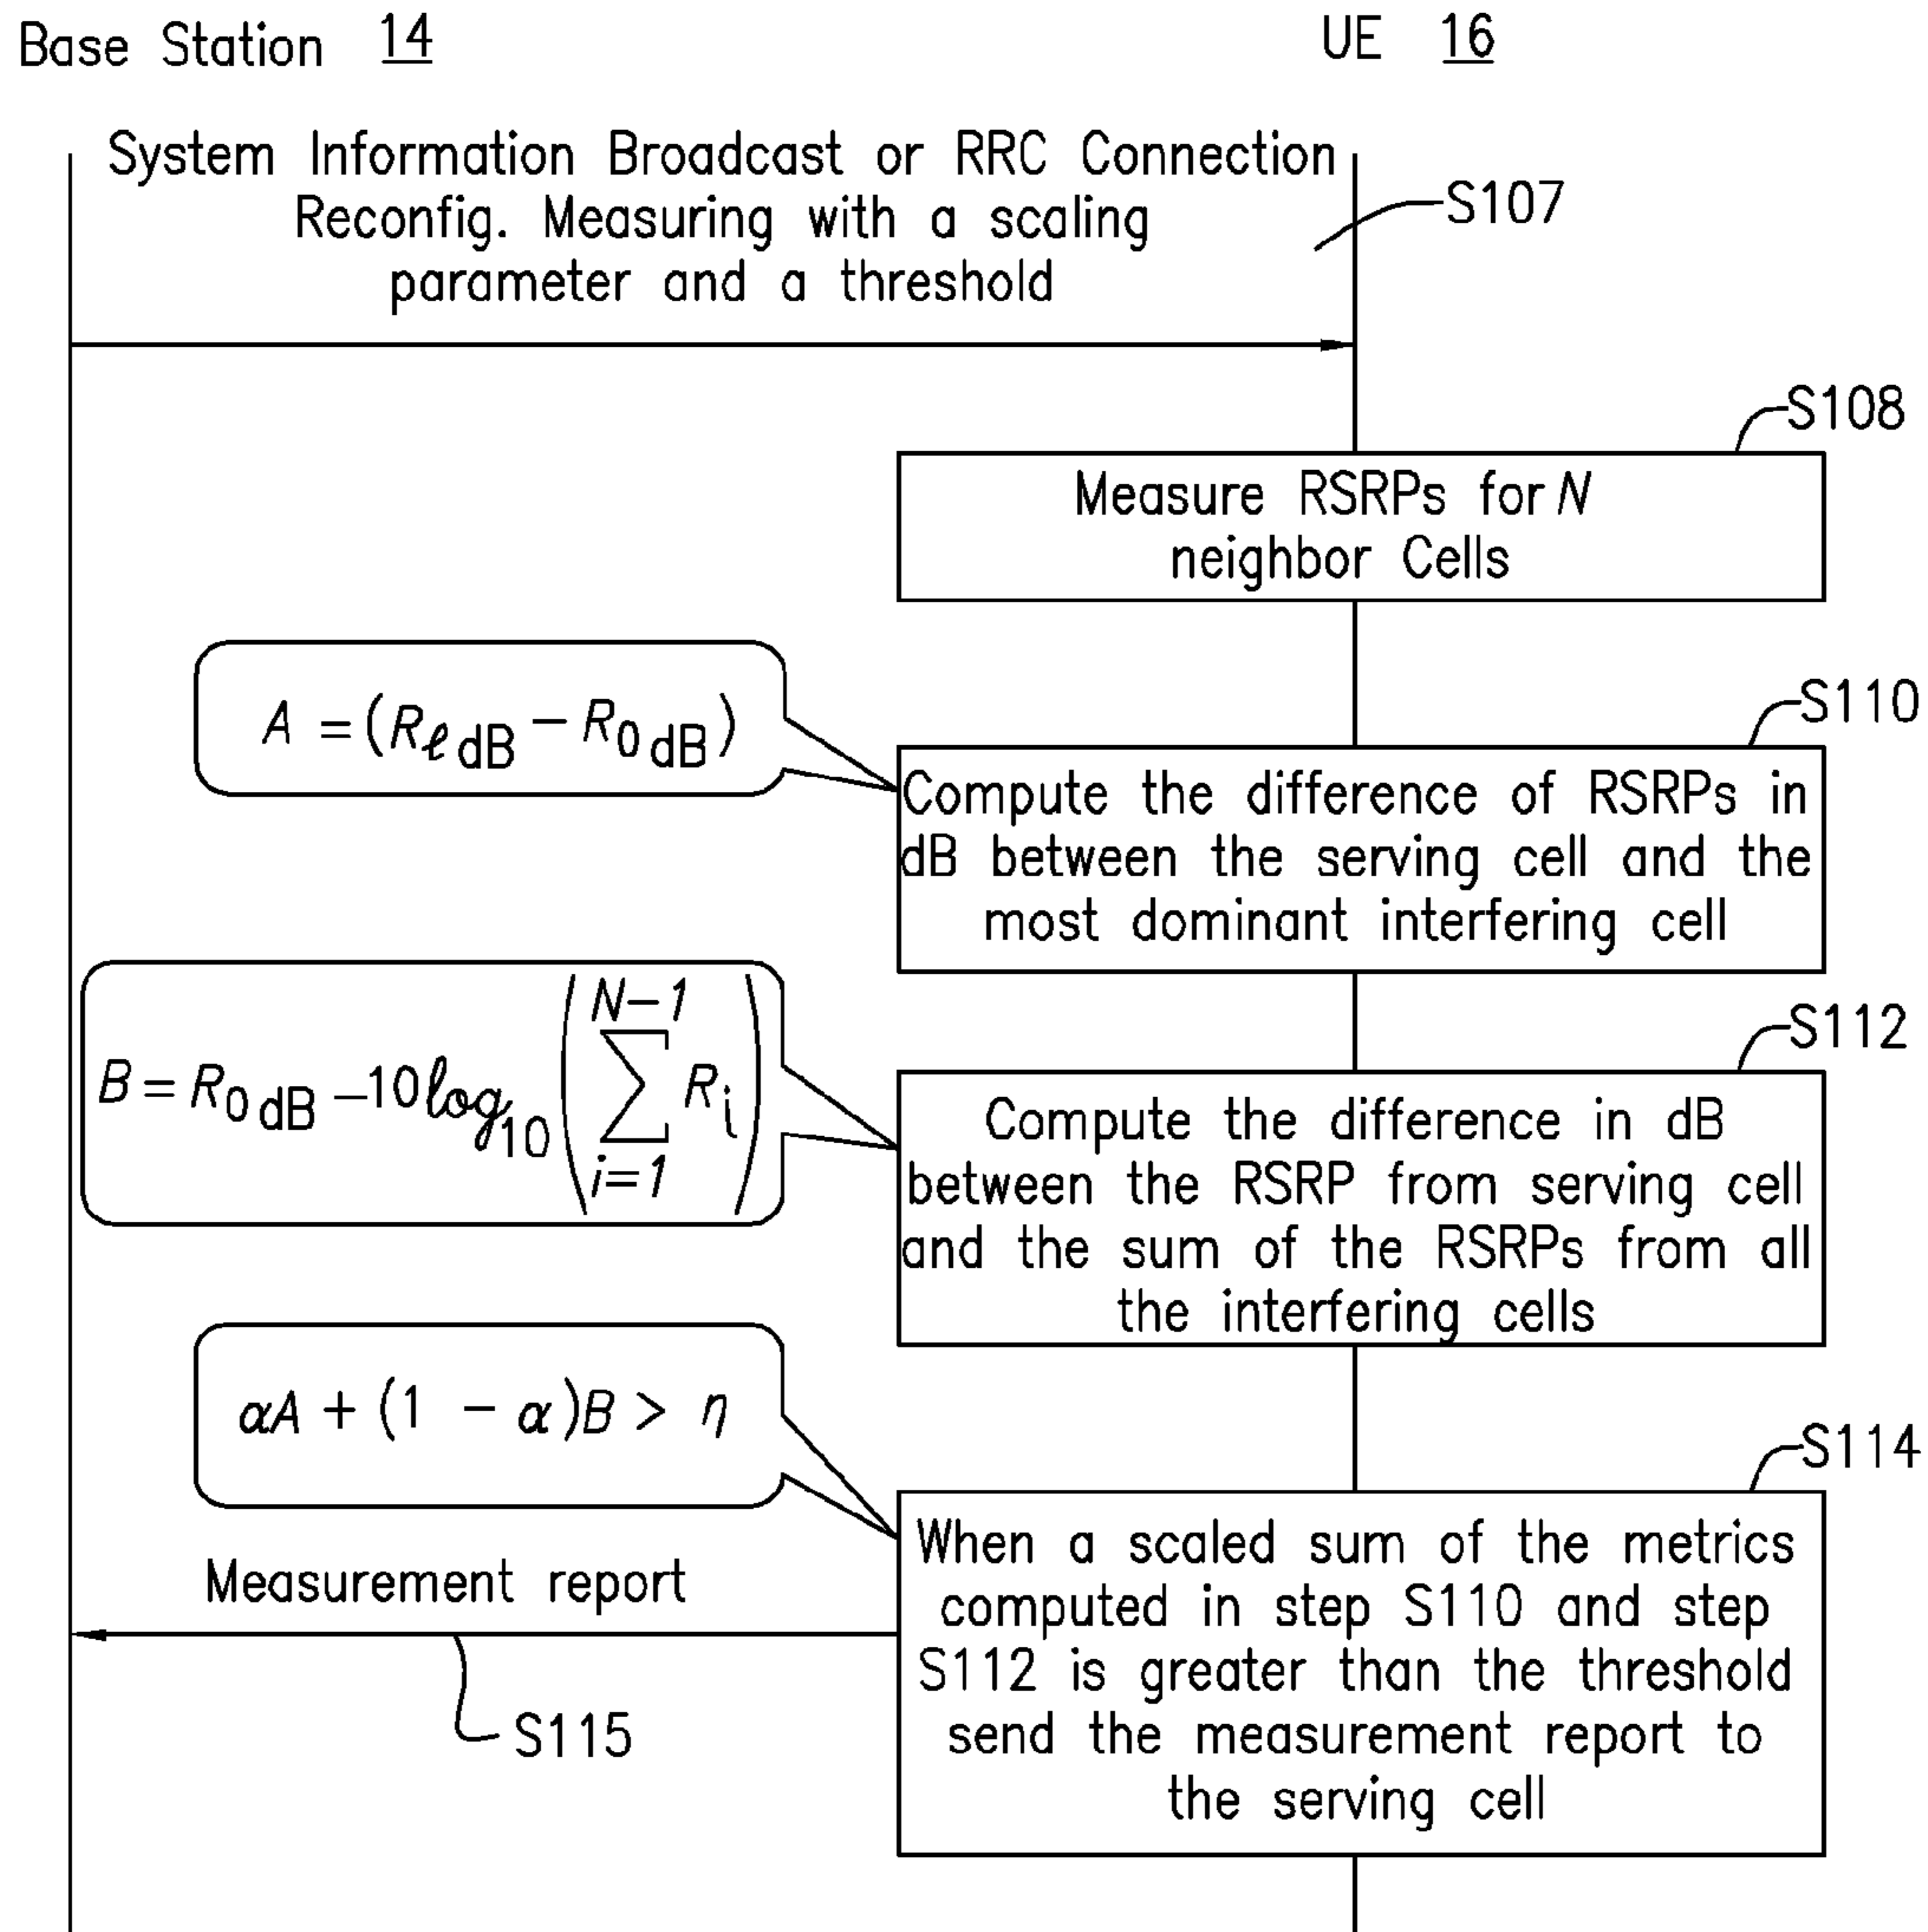 Base Station 14
UE 16
System Information Broadcast or RRC Connection
Reconfig. Measuring with a scaling
parameter and a threshold
S107
S108
Measure RSRPs for N
neighbor Cells
A = (Rℓ dB − R0 dB)
S110
Compute the difference of RSRPs in
dB between the serving cell and the
most dominant interfering cell
B = R0 dB − 10 log10 ( N−1 ∑ i=1 Ri )
S112
Compute the difference in dB
between the RSRP from serving cell
and the sum of the RSRPs from all
the interfering cells
αA + (1 − α)B > η
S114
When a scaled sum of the metrics
computed in step S110 and step
S112 is greater than the threshold
send the measurement report to
the serving cell
Measurement report
S115